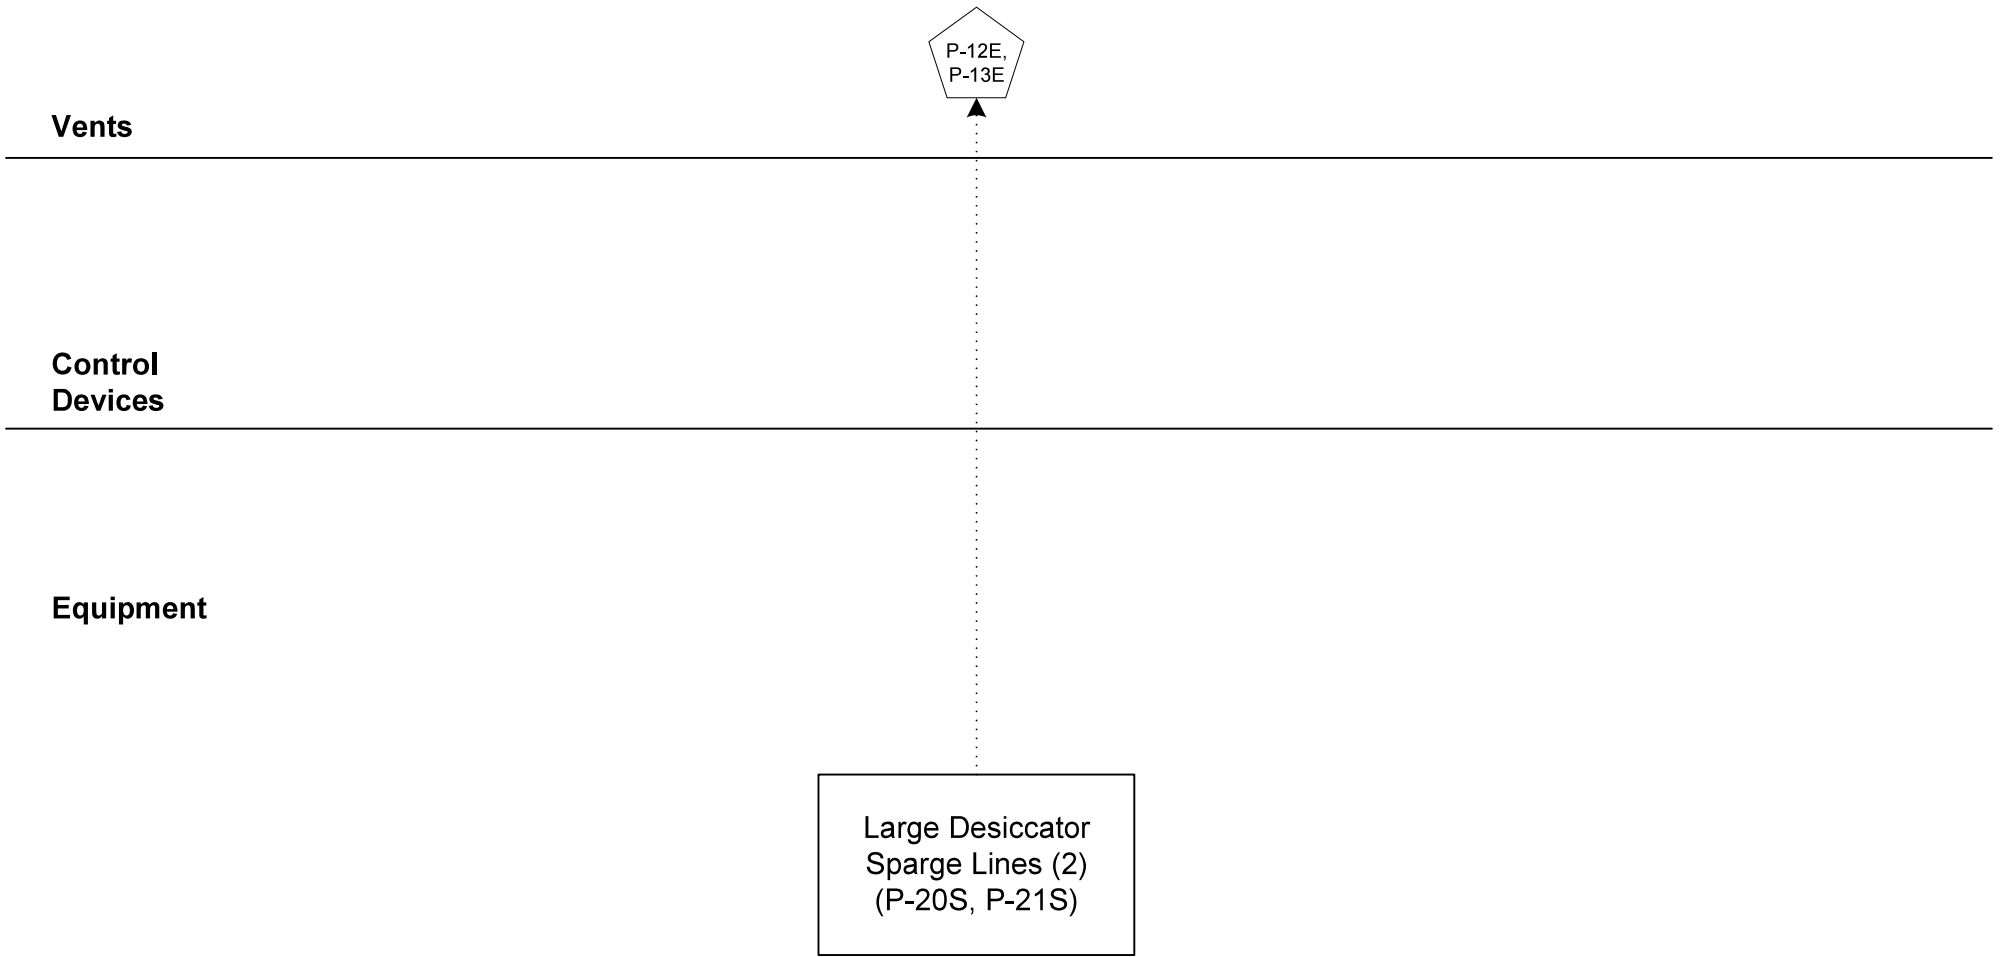 P-12E,
P-13E
Vents
Control
Devices
Equipment
Large Desiccator
Sparge Lines (2)
(P-20S, P-21S)